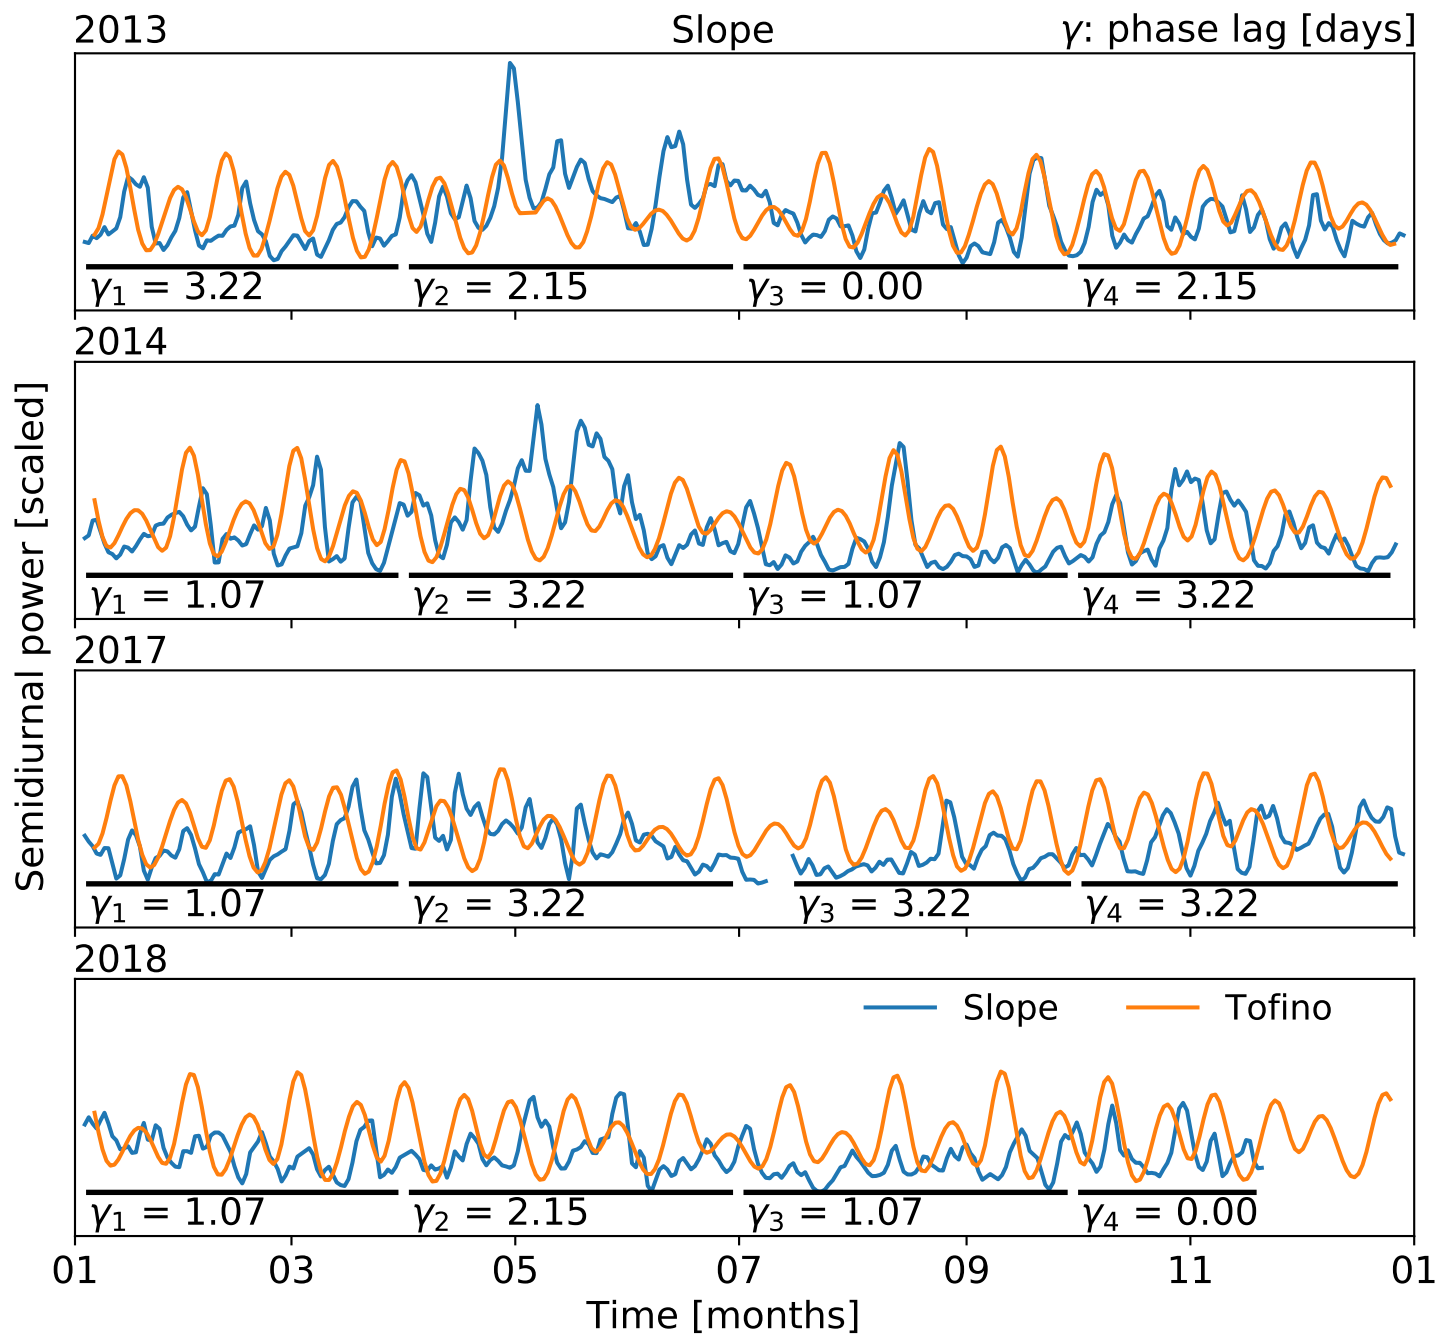 2013 Slope γ: phase lag [days]
γ₁ = 3.22 γ₂ = 2.15 γ₃ = 0.00 γ₄ = 2.15
2014
γ₁ = 1.07 γ₂ = 3.22 γ₃ = 1.07 γ₄ = 3.22
Semidiurnal power [scaled]
2017
γ₁ = 1.07 γ₂ = 3.22 γ₃ = 3.22 γ₄ = 3.22
2018
Slope Tofino
γ₁ = 1.07 γ₂ = 2.15 γ₃ = 1.07 γ₄ = 0.00
01 03 05 07 09 11 01
Time [months]